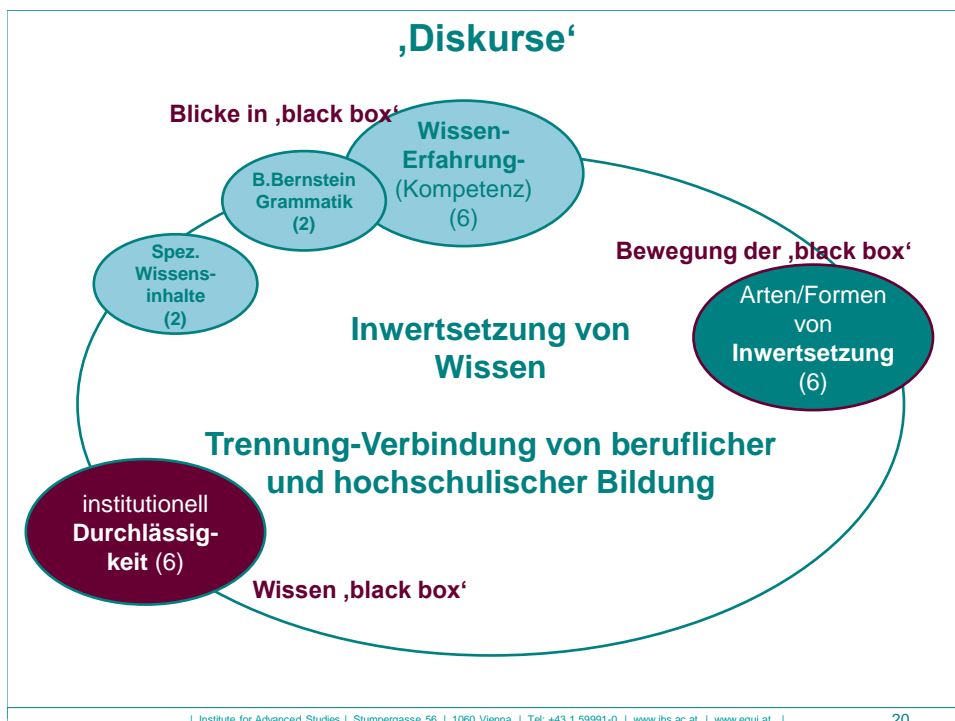 ‚Diskurse‘
Blicke in ‚black box‘
Wissen-
Erfahrung-
(Kompetenz)
(6)
B.Bernstein
Grammatik
(2)
Spez.
Wissens-
inhalte
(2)
Bewegung der ‚black box‘
Arten/Formen
von
Inwertsetzung
(6)
Inwertsetzung von
Wissen
Trennung-Verbindung von beruflicher
und hochschulischer Bildung
institutionell
Durchlässig-
keit (6)
Wissen ‚black box‘
| Institute for Advanced Studies | Stumpergasse 56 | 1060 Vienna | Tel: +43 1 59991-0 | www.ihs.ac.at | www.equi.at |
20